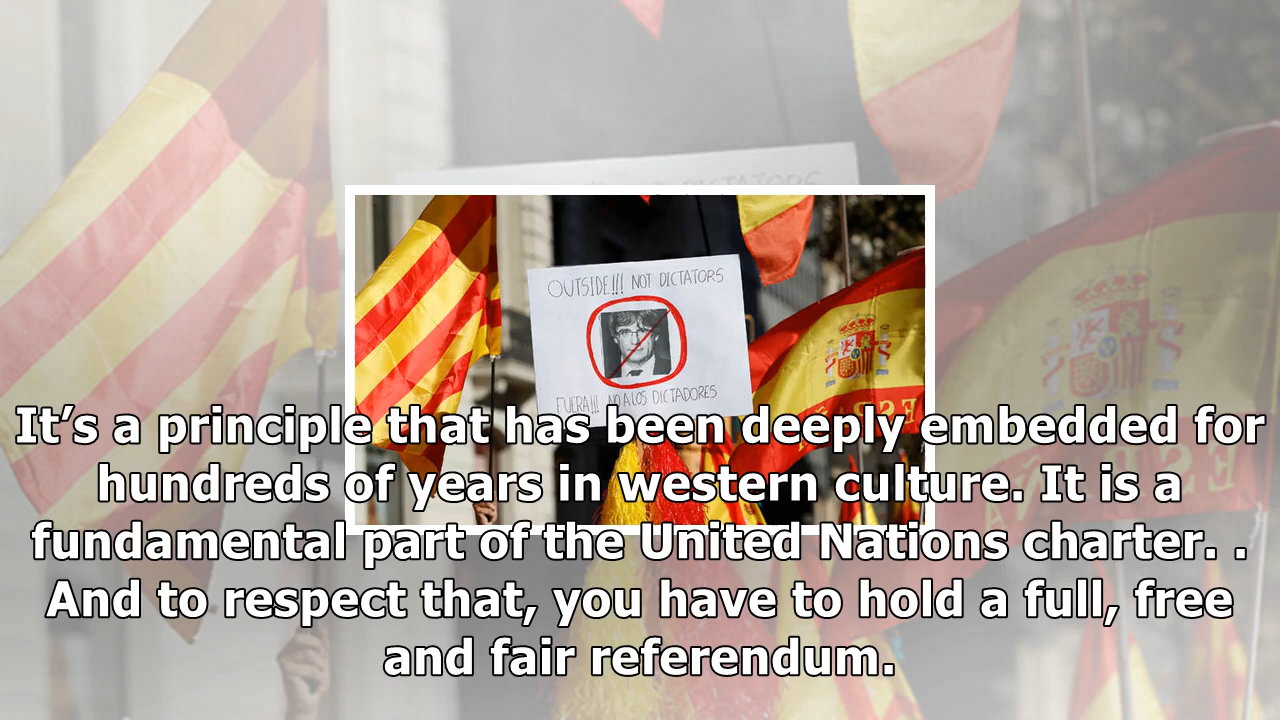 OUTSIDE!!! NOT DICTATORS
FUERA!!! NO A LOS DICTADORES
It’s a principle that has been deeply embedded for
hundreds of years in western culture. It is a
fundamental part of the United Nations charter. .
And to respect that, you have to hold a full, free
and fair referendum.